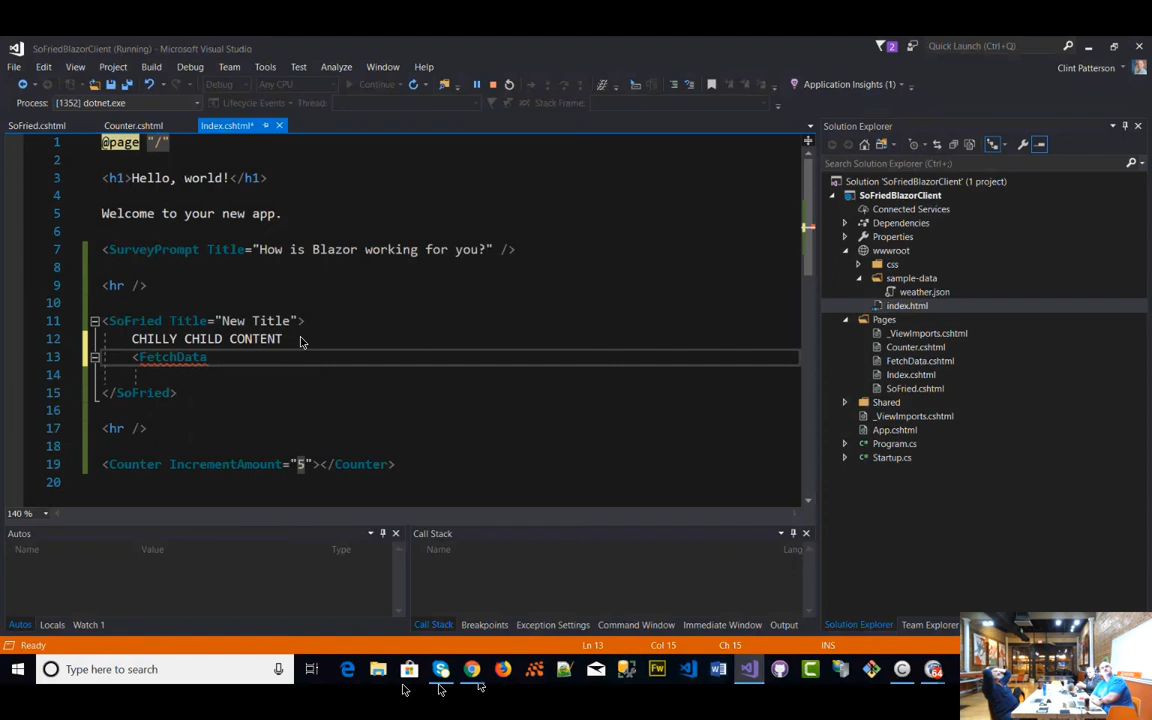 SoFriedBlazorClient (Running) - Microsoft Visual Studio
2
Quick Launch (Ctrl+Q)
File Edit View Project Build Debug Team Tools Test Analyze Window Help
Clint Patterson
Debug Any CPU Continue Application Insights (1)
Process: [1352] dotnet.exe Lifecycle Events Thread: Stack Frame:
SoFried.cshtml Counter.cshtml Index.cshtml*
1 @page "/"
2
3 <h1>Hello, world!</h1>
4
5 Welcome to your new app.
6
7 <SurveyPrompt Title="How is Blazor working for you?" />
8
9 <hr />
10
11 <SoFried Title="New Title">
12 CHILLY CHILD CONTENT
13 <FetchData
14
15 </SoFried>
16
17 <hr />
18
19 <Counter IncrementAmount="5"></Counter>
20
140 %
Solution Explorer
Search Solution Explorer (Ctrl+;)
Solution 'SoFriedBlazorClient' (1 project)
SoFriedBlazorClient
Connected Services
Dependencies
Properties
wwwroot
css
sample-data
weather.json
index.html
Pages
_ViewImports.cshtml
Counter.cshtml
FetchData.cshtml
Index.cshtml
SoFried.cshtml
Shared
_ViewImports.cshtml
App.cshtml
Program.cs
Startup.cs
Autos
Name Value Type
Call Stack
Name Lang
Autos Locals Watch 1
Call Stack Breakpoints Exception Settings Command Window Immediate Window Output
Solution Explorer Team Explorer
Ready Ln 13 Col 15 Ch 15 INS
Type here to search
Fw
64